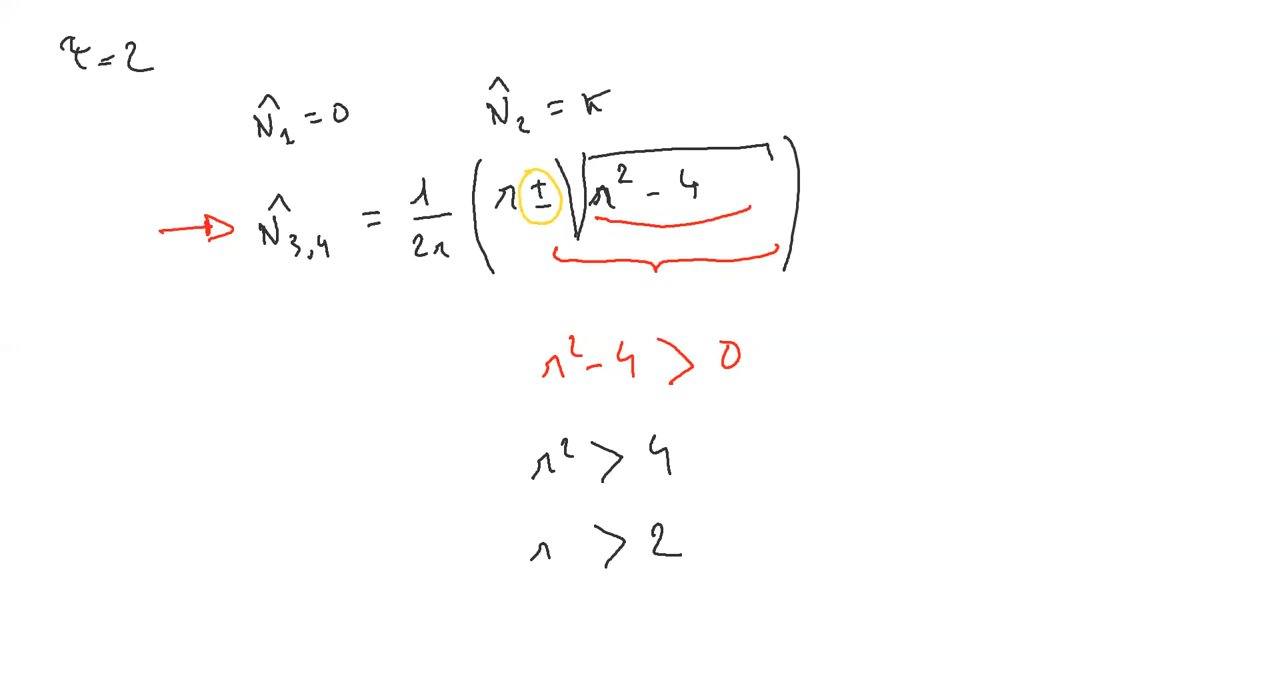 τ = 2
N̂₁ = 0    N̂₂ = K
N̂₃,₄ = 1/(2r) ( r ± √(r² - 4) )
r² - 4 > 0
r² > 4
r > 2